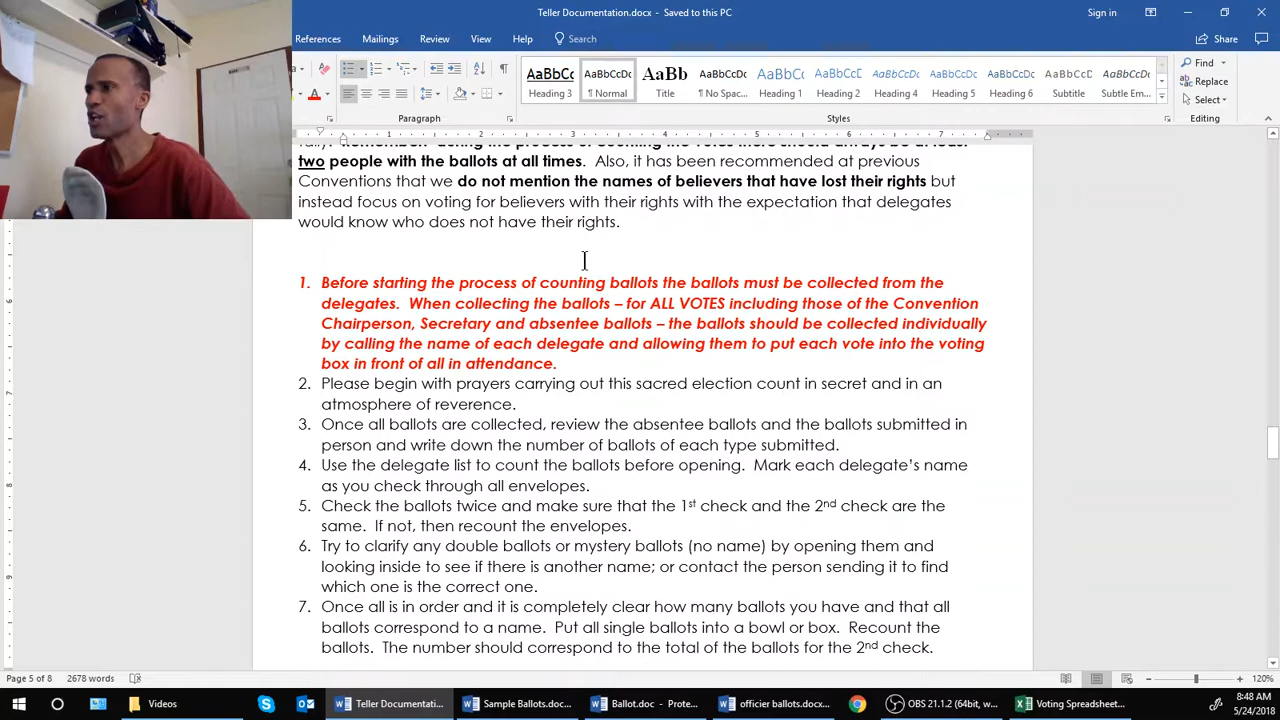 Teller Documentation.docx - Saved to this PC
Sign in
References Mailings Review View Help Search Share
AaBbCc AaBbCcDc AaBb AaBbCcDc AaBbCcD AaBbCcD AaBbCcD AaBbCcD AaBbCcD AaBbCcDc AaBbCcDc
Heading 3 ¶ Normal Title ¶ No Spac... Heading 1 Heading 2 Heading 4 Heading 5 Heading 6 Subtitle Subtle Em...
Find
Replace
Select
Paragraph Styles Editing
two people with the ballots at all times. Also, it has been recommended at previous
Conventions that we do not mention the names of believers that have lost their rights but
instead focus on voting for believers with their rights with the expectation that delegates
would know who does not have their rights.
1. Before starting the process of counting ballots the ballots must be collected from the
delegates. When collecting the ballots – for ALL VOTES including those of the Convention
Chairperson, Secretary and absentee ballots – the ballots should be collected individually
by calling the name of each delegate and allowing them to put each vote into the voting
box in front of all in attendance.
2. Please begin with prayers carrying out this sacred election count in secret and in an
atmosphere of reverence.
3. Once all ballots are collected, review the absentee ballots and the ballots submitted in
person and write down the number of ballots of each type submitted.
4. Use the delegate list to count the ballots before opening. Mark each delegate's name
as you check through all envelopes.
5. Check the ballots twice and make sure that the 1st check and the 2nd check are the
same. If not, then recount the envelopes.
6. Try to clarify any double ballots or mystery ballots (no name) by opening them and
looking inside to see if there is another name; or contact the person sending it to find
which one is the correct one.
7. Once all is in order and it is completely clear how many ballots you have and that all
ballots correspond to a name. Put all single ballots into a bowl or box. Recount the
ballots. The number should correspond to the total of the ballots for the 2nd check.
Page 5 of 8 2678 words 120%
Videos Teller Documentati... Sample Ballots.do... Ballot.doc - Prote... officier ballots.docx... OBS 21.1.2 (64bit, w... Voting Spreadsheet... 8:48 AM
5/24/2018